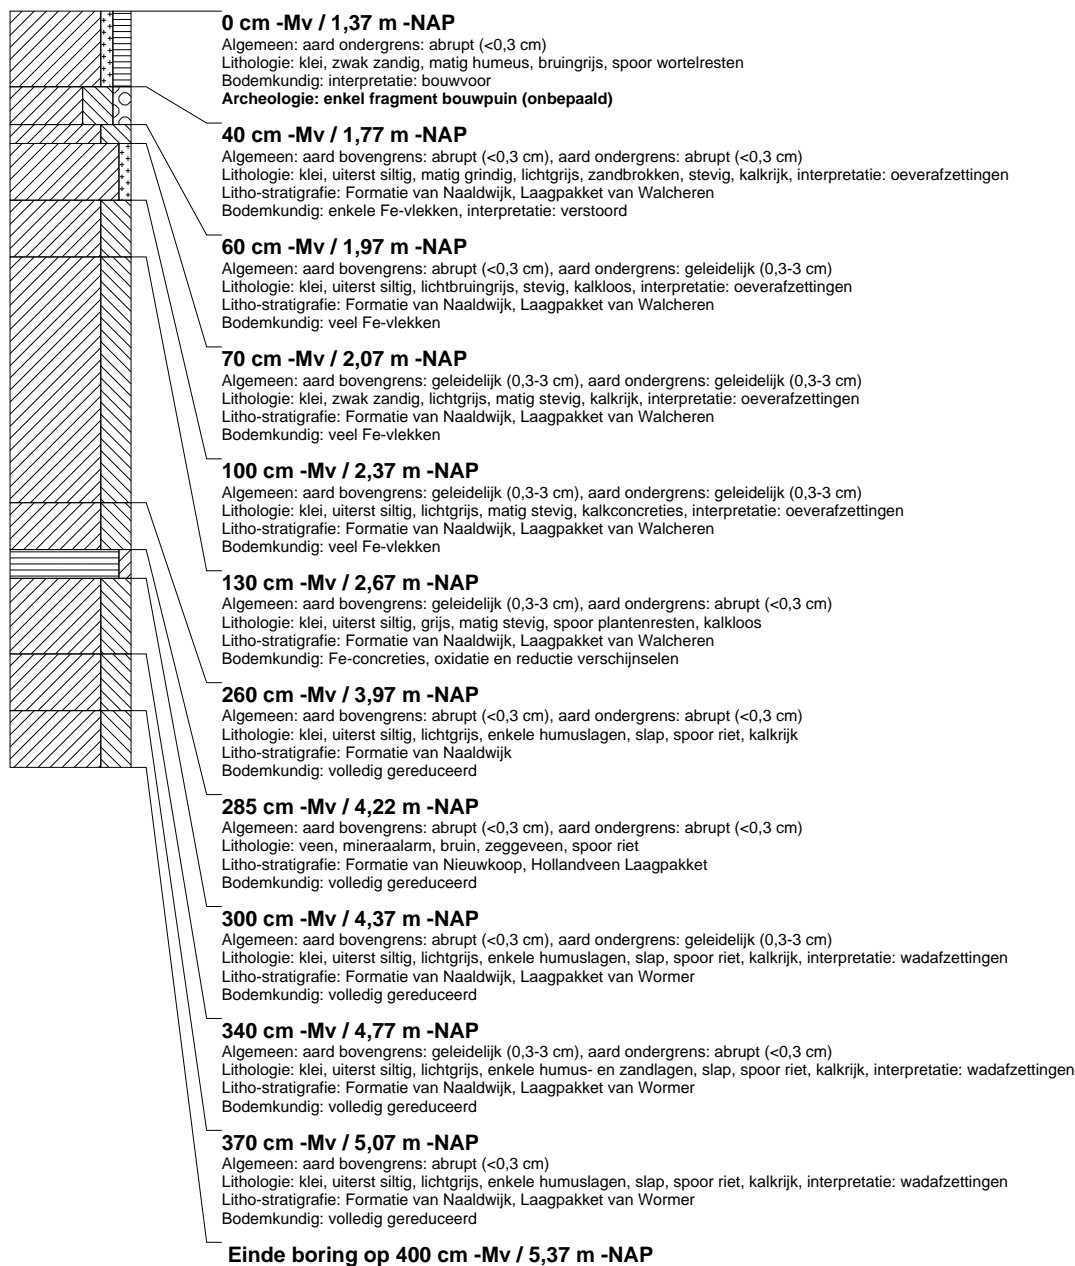 0 cm -Mv / 1,37 m -NAP
Algemeen: aard ondergrens: abrupt (<0,3 cm)
Lithologie: klei, zwak zandig, matig humeus, bruingrijs, spoor wortelresten
Bodemkundig: interpretatie: bouwvoor
Archeologie: enkel fragment bouwpuin (onbepaald)
40 cm -Mv / 1,77 m -NAP
Algemeen: aard bovengrens: abrupt (<0,3 cm), aard ondergrens: abrupt (<0,3 cm)
Lithologie: klei, uiterst siltig, matig grindig, lichtgrijs, zandbrokken, stevig, kalkrijk, interpretatie: oeverafzettingen
Litho-stratigrafie: Formatie van Naaldwijk, Laagpakket van Walcheren
Bodemkundig: enkele Fe-vlekken, interpretatie: verstoord
60 cm -Mv / 1,97 m -NAP
Algemeen: aard bovengrens: abrupt (<0,3 cm), aard ondergrens: geleidelijk (0,3-3 cm)
Lithologie: klei, uiterst siltig, lichtbruingrijs, stevig, kalkloos, interpretatie: oeverafzettingen
Litho-stratigrafie: Formatie van Naaldwijk, Laagpakket van Walcheren
Bodemkundig: veel Fe-vlekken
70 cm -Mv / 2,07 m -NAP
Algemeen: aard bovengrens: geleidelijk (0,3-3 cm), aard ondergrens: geleidelijk (0,3-3 cm)
Lithologie: klei, zwak zandig, lichtgrijs, matig stevig, kalkrijk, interpretatie: oeverafzettingen
Litho-stratigrafie: Formatie van Naaldwijk, Laagpakket van Walcheren
Bodemkundig: veel Fe-vlekken
100 cm -Mv / 2,37 m -NAP
Algemeen: aard bovengrens: geleidelijk (0,3-3 cm), aard ondergrens: geleidelijk (0,3-3 cm)
Lithologie: klei, uiterst siltig, lichtgrijs, matig stevig, kalkconcreties, interpretatie: oeverafzettingen
Litho-stratigrafie: Formatie van Naaldwijk, Laagpakket van Walcheren
Bodemkundig: veel Fe-vlekken
130 cm -Mv / 2,67 m -NAP
Algemeen: aard bovengrens: geleidelijk (0,3-3 cm), aard ondergrens: abrupt (<0,3 cm)
Lithologie: klei, uiterst siltig, grijs, matig stevig, spoor plantenresten, kalkloos
Litho-stratigrafie: Formatie van Naaldwijk, Laagpakket van Walcheren
Bodemkundig: Fe-concreties, oxidatie en reductie verschijnselen
260 cm -Mv / 3,97 m -NAP
Algemeen: aard bovengrens: abrupt (<0,3 cm), aard ondergrens: abrupt (<0,3 cm)
Lithologie: klei, uiterst siltig, lichtgrijs, enkele humuslagen, slap, spoor riet, kalkrijk
Litho-stratigrafie: Formatie van Naaldwijk
Bodemkundig: volledig gereduceerd
285 cm -Mv / 4,22 m -NAP
Algemeen: aard bovengrens: abrupt (<0,3 cm), aard ondergrens: abrupt (<0,3 cm)
Lithologie: veen, mineraalarm, bruin, zeggeveen, spoor riet
Litho-stratigrafie: Formatie van Nieuwkoop, Hollandveen Laagpakket
Bodemkundig: volledig gereduceerd
300 cm -Mv / 4,37 m -NAP
Algemeen: aard bovengrens: abrupt (<0,3 cm), aard ondergrens: geleidelijk (0,3-3 cm)
Lithologie: klei, uiterst siltig, lichtgrijs, enkele humuslagen, slap, spoor riet, kalkrijk, interpretatie: wadafzettingen
Litho-stratigrafie: Formatie van Naaldwijk, Laagpakket van Wormer
Bodemkundig: volledig gereduceerd
340 cm -Mv / 4,77 m -NAP
Algemeen: aard bovengrens: geleidelijk (0,3-3 cm), aard ondergrens: abrupt (<0,3 cm)
Lithologie: klei, uiterst siltig, lichtgrijs, enkele humus- en zandlagen, slap, spoor riet, kalkrijk, interpretatie: wadafzettingen
Litho-stratigrafie: Formatie van Naaldwijk, Laagpakket van Wormer
Bodemkundig: volledig gereduceerd
370 cm -Mv / 5,07 m -NAP
Algemeen: aard bovengrens: abrupt (<0,3 cm)
Lithologie: klei, uiterst siltig, lichtgrijs, enkele humuslagen, slap, spoor riet, kalkrijk, interpretatie: wadafzettingen
Litho-stratigrafie: Formatie van Naaldwijk, Laagpakket van Wormer
Bodemkundig: volledig gereduceerd
Einde boring op 400 cm -Mv / 5,37 m -NAP